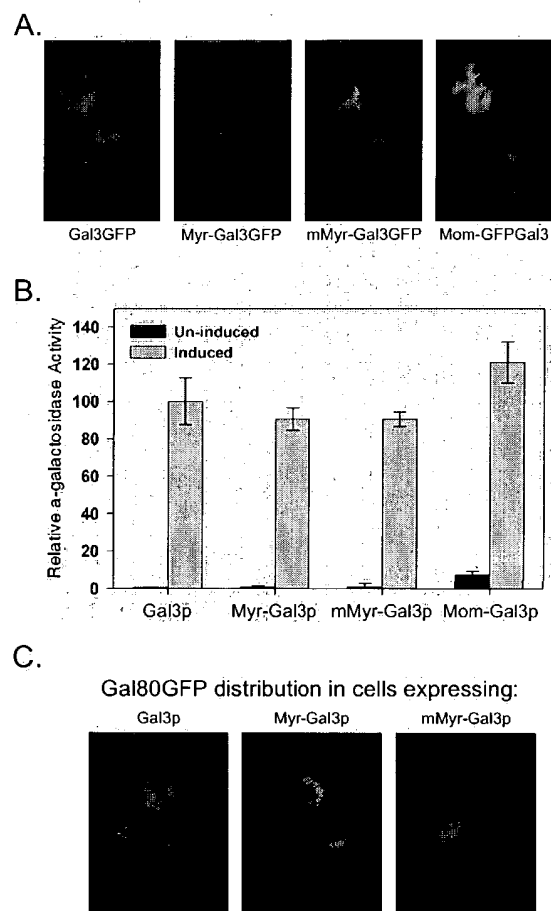 A.
Gal3GFP Myr-Gal3GFP mMyr-Gal3GFP Mom-GFPGal3
B.
Relative a-galactosidase Activity
140
120
100
80
60
40
20
0
Un-induced
Induced
Gal3p Myr-Gal3p mMyr-Gal3p Mom-Gal3p
C.
Gal80GFP distribution in cells expressing:
Gal3p Myr-Gal3p mMyr-Gal3p